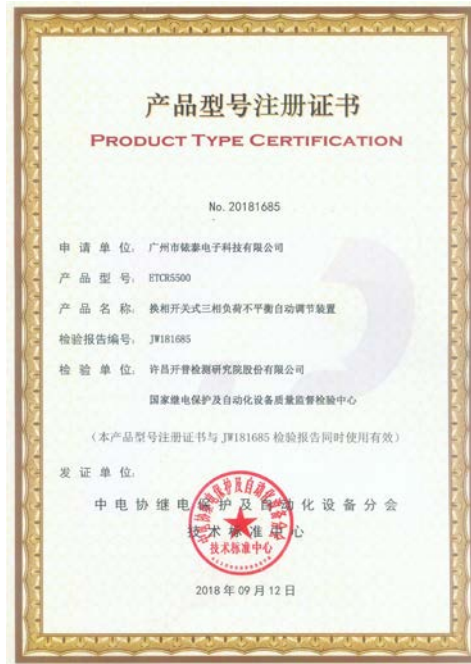 产品型号注册证书
PRODUCT TYPE CERTIFICATION
No. 20181685
申请单位: 广州市铱泰电子科技有限公司
产品型号: ETCR5500
产品名称: 换相开关式三相负荷不平衡自动调节装置
检验报告编号: JW181685
检验单位: 许昌开普检测研究院股份有限公司
国家继电保护及自动化设备质量监督检验中心
(本产品型号注册证书与 JW181685 检验报告同时使用有效)
发证单位:
中电协继电保护及自动化设备分会
技术标准中心
技术标准中心
2018 年 09 月 12 日